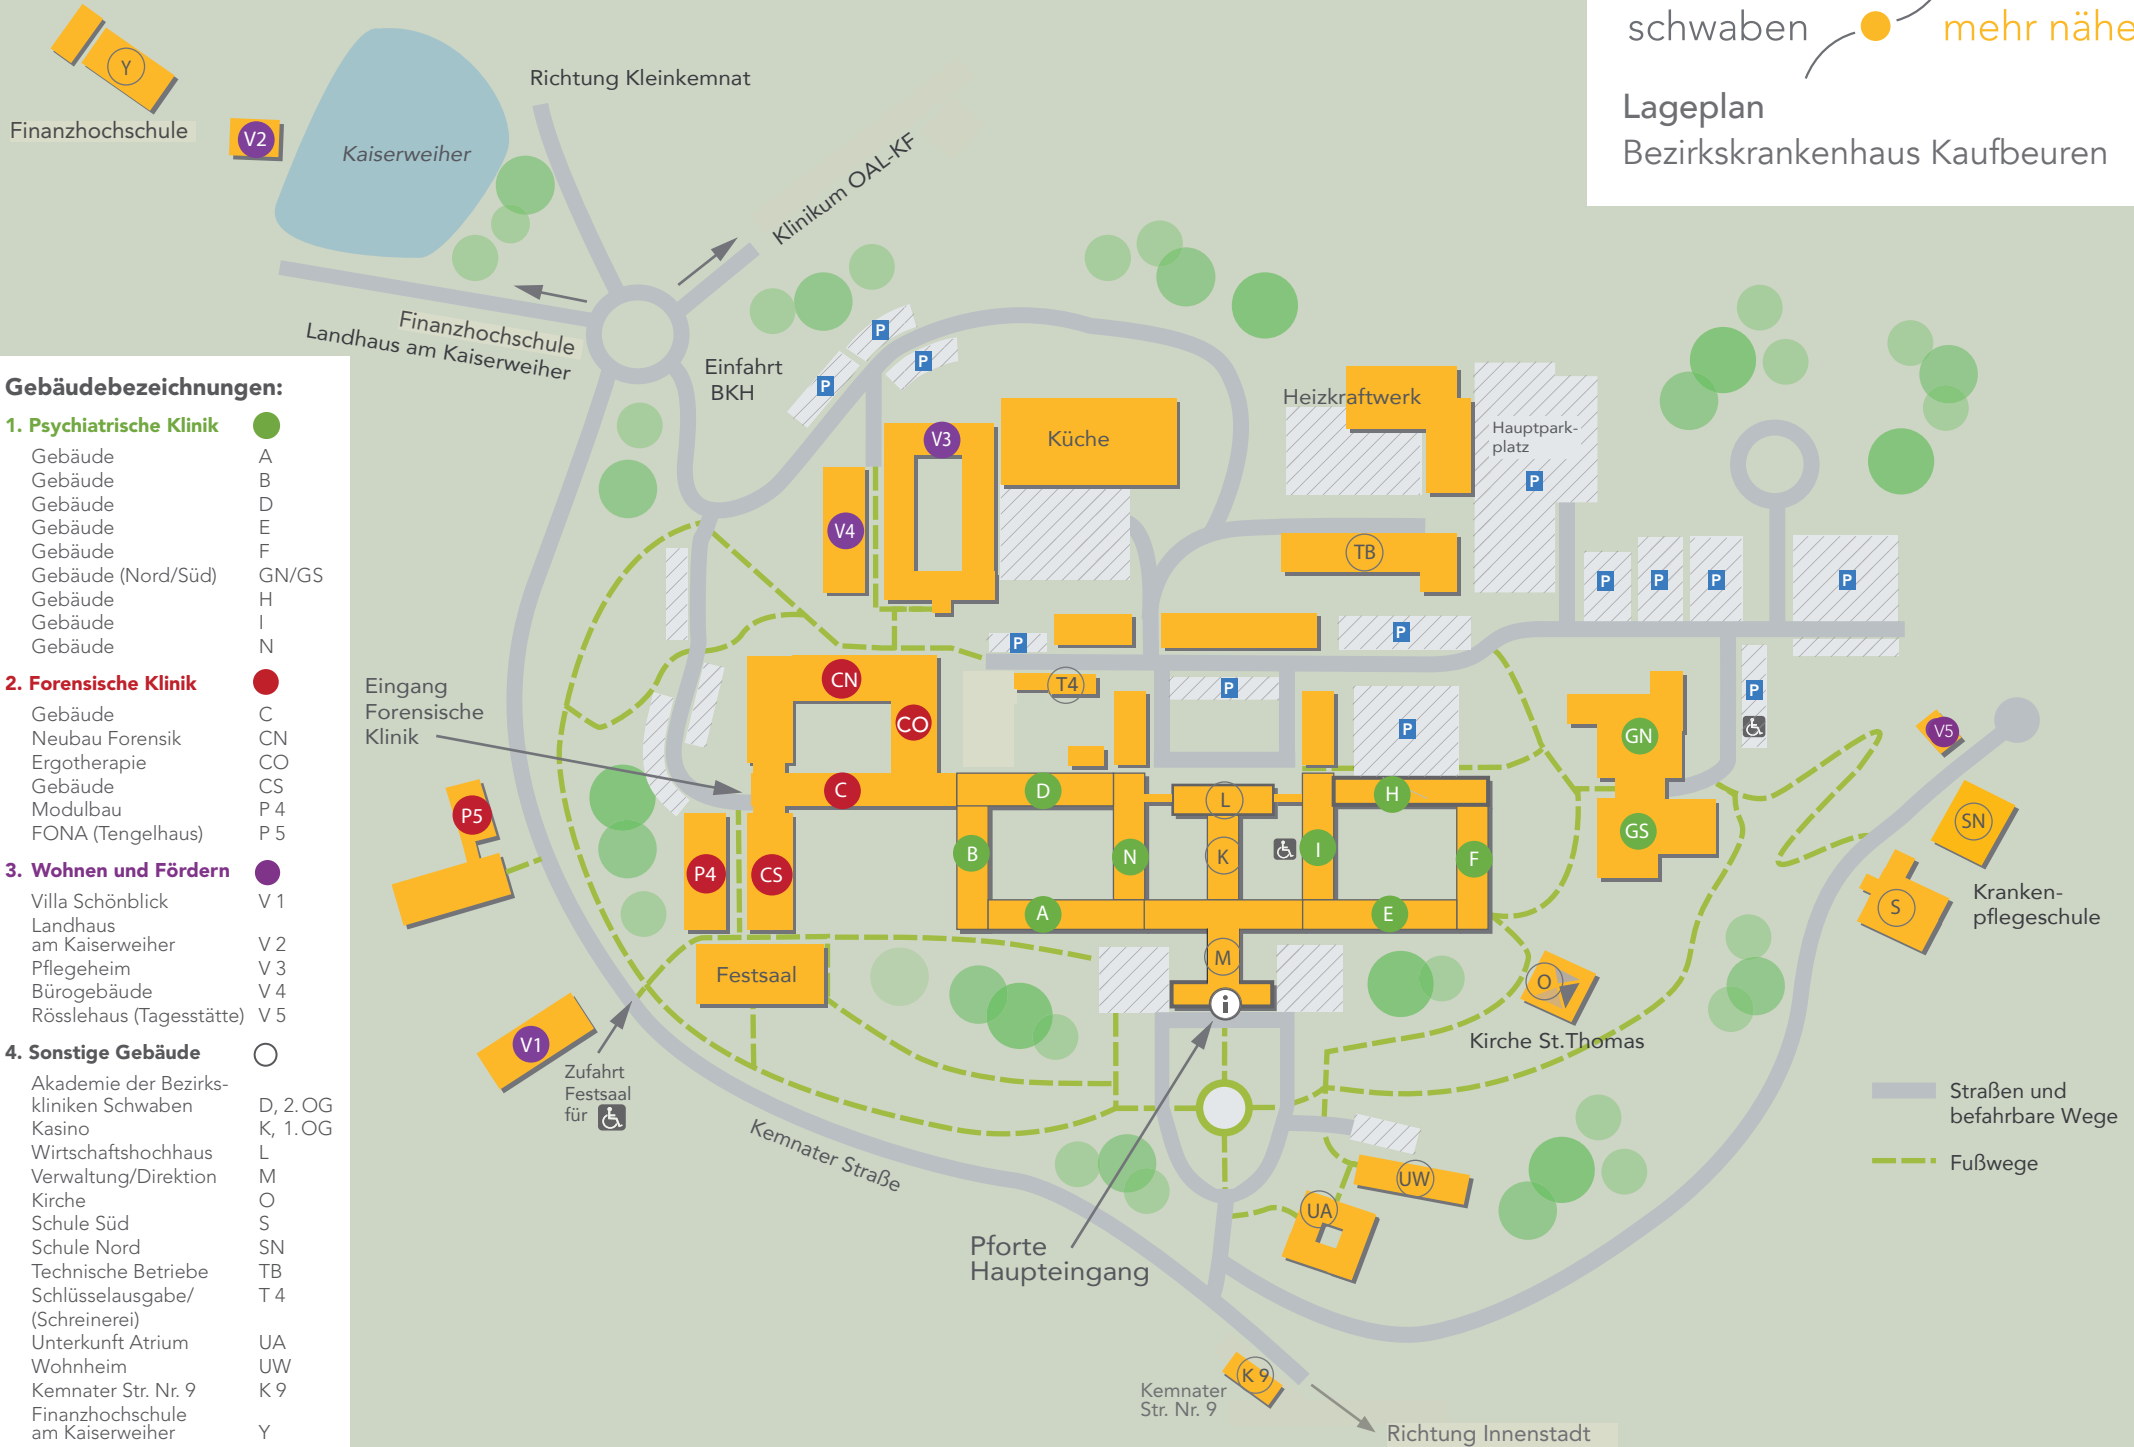 schwaben
mehr nähe
Lageplan
Bezirkskrankenhaus Kaufbeuren
Y
Finanzhochschule
V2
Kaiserweiher
Richtung Kleinkemnat
Klinikum OAL-KF
Finanzhochschule
Landhaus am Kaiserweiher
Einfahrt
BKH
P
P
P
V3
Küche
V4
Heizkraftwerk
Hauptpark-
platz
P
TB
P
P
P
P
P
P
T4
P
P
P
Eingang
Forensische
Klinik
CN
CO
C
D
L
H
GN
V5
P5
B
N
K
I
F
GS
SN
P4
CS
A
E
S
Kranken-
pflegeschule
Festsaal
M
i
O
Kirche St.Thomas
V1
Zufahrt
Festsaal
für
Kemnater Straße
Pforte
Haupteingang
UW
UA
K 9
Kemnater
Str. Nr. 9
Richtung Innenstadt
Straßen und
befahrbare Wege
Fußwege
Gebäudebezeichnungen:
1. Psychiatrische Klinik
Gebäude A
Gebäude B
Gebäude D
Gebäude E
Gebäude F
Gebäude (Nord/Süd) GN/GS
Gebäude H
Gebäude I
Gebäude N
2. Forensische Klinik
Gebäude C
Neubau Forensik CN
Ergotherapie CO
Gebäude CS
Modulbau P 4
FONA (Tengelhaus) P 5
3. Wohnen und Fördern
Villa Schönblick V 1
Landhaus
am Kaiserweiher V 2
Pflegeheim V 3
Bürogebäude V 4
Rösslehaus (Tagesstätte) V 5
4. Sonstige Gebäude
Akademie der Bezirks-
kliniken Schwaben D, 2. OG
Kasino K, 1. OG
Wirtschaftshochhaus L
Verwaltung/Direktion M
Kirche O
Schule Süd S
Schule Nord SN
Technische Betriebe TB
Schlüsselausgabe/ T 4
(Schreinerei)
Unterkunft Atrium UA
Wohnheim UW
Kemnater Str. Nr. 9 K 9
Finanzhochschule
am Kaiserweiher Y